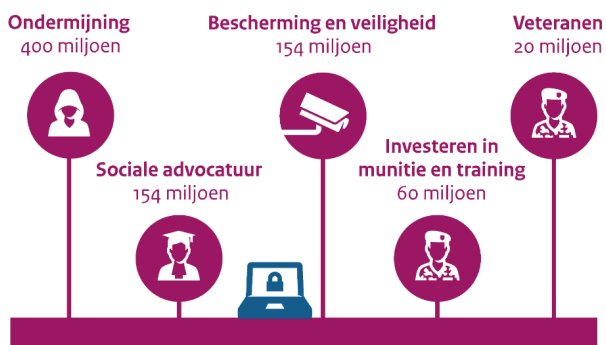 Ondermijning
400 miljoen
Bescherming en veiligheid
154 miljoen
Veteranen
20 miljoen
Sociale advocatuur
154 miljoen
Investeren in
munitie en training
60 miljoen